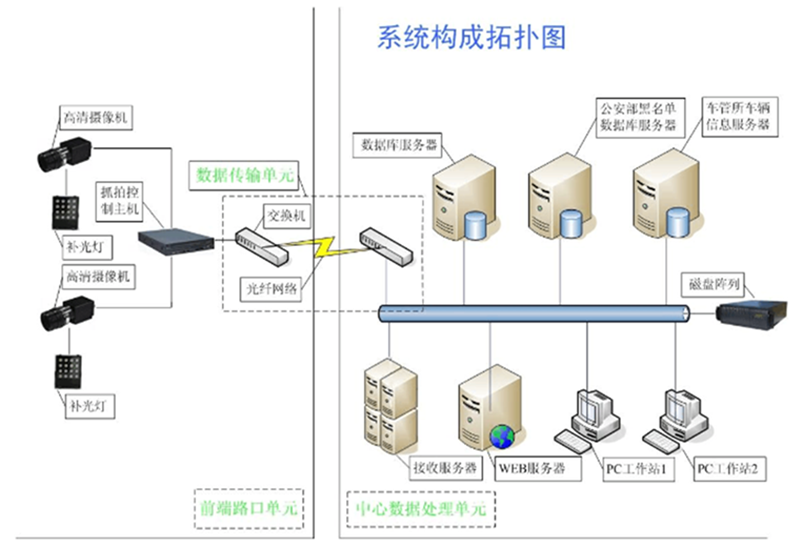 系统构成拓扑图
高清摄像机
补光灯
高清摄像机
补光灯
抓拍控
制主机
数据传输单元
交换机
光纤网络
数据库服务器
公安部黑名单
数据库服务器
车管所车辆
信息服务器
磁盘阵列
接收服务器
WEB服务器
PC工作站1
PC工作站2
前端路口单元
中心数据处理单元